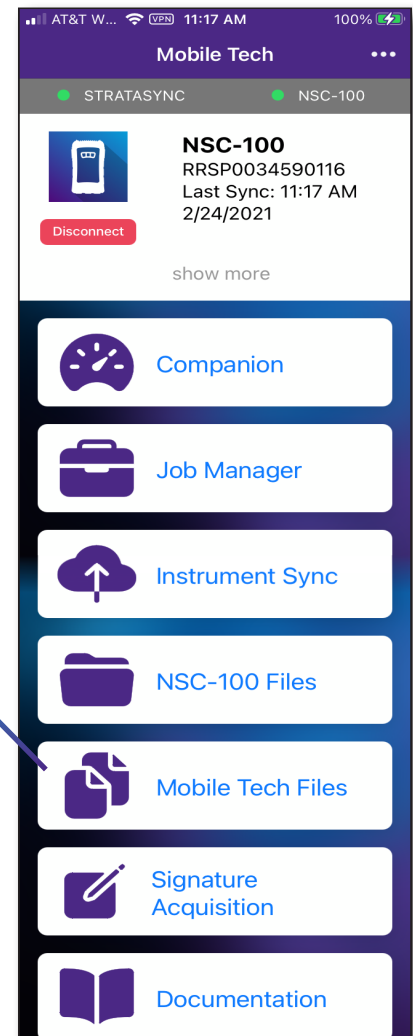 AT&T W... VPN 11:17 AM 100%
Mobile Tech
STRATASYNC NSC-100
NSC-100
RRSP0034590116
Last Sync: 11:17 AM
2/24/2021
Disconnect
show more
Companion
Job Manager
Instrument Sync
NSC-100 Files
Mobile Tech Files
Signature
Acquisition
Documentation